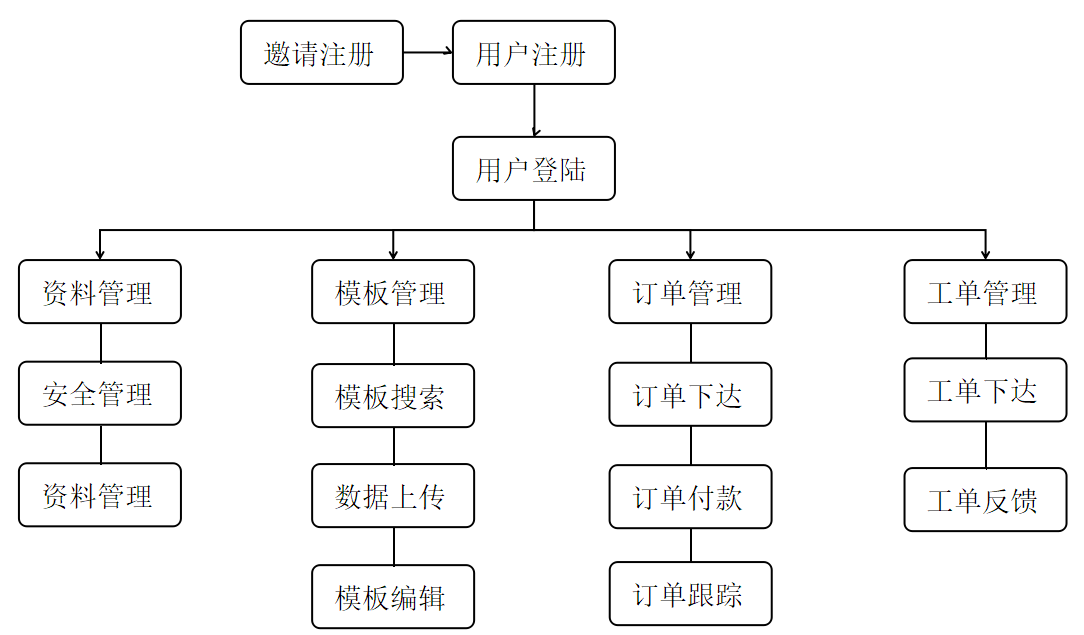 邀请注册
用户注册
用户登陆
资料管理
模板管理
订单管理
工单管理
安全管理
模板搜索
订单下达
工单下达
资料管理
数据上传
订单付款
工单反馈
模板编辑
订单跟踪